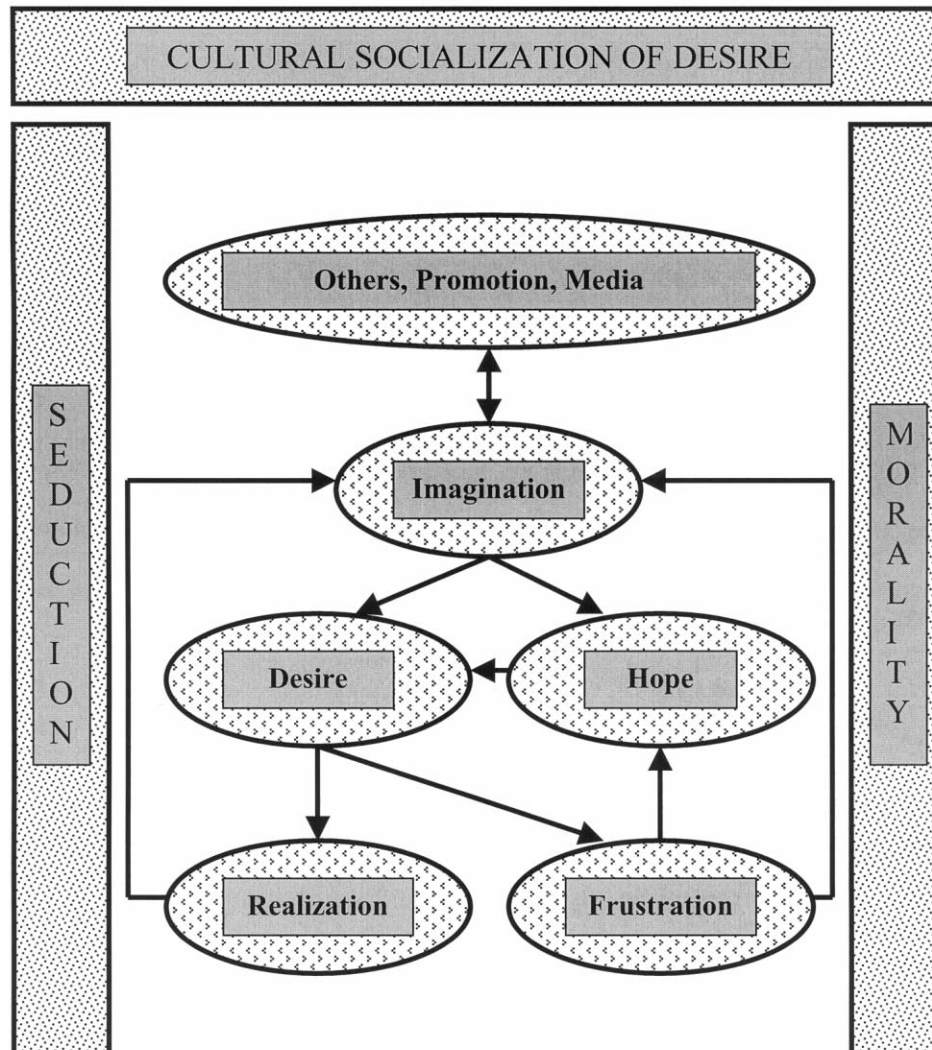 CULTURAL SOCIALIZATION OF DESIRE
Others, Promotion, Media
SEDUCTION
Imagination
MORALITY
Desire
Hope
Realization
Frustration